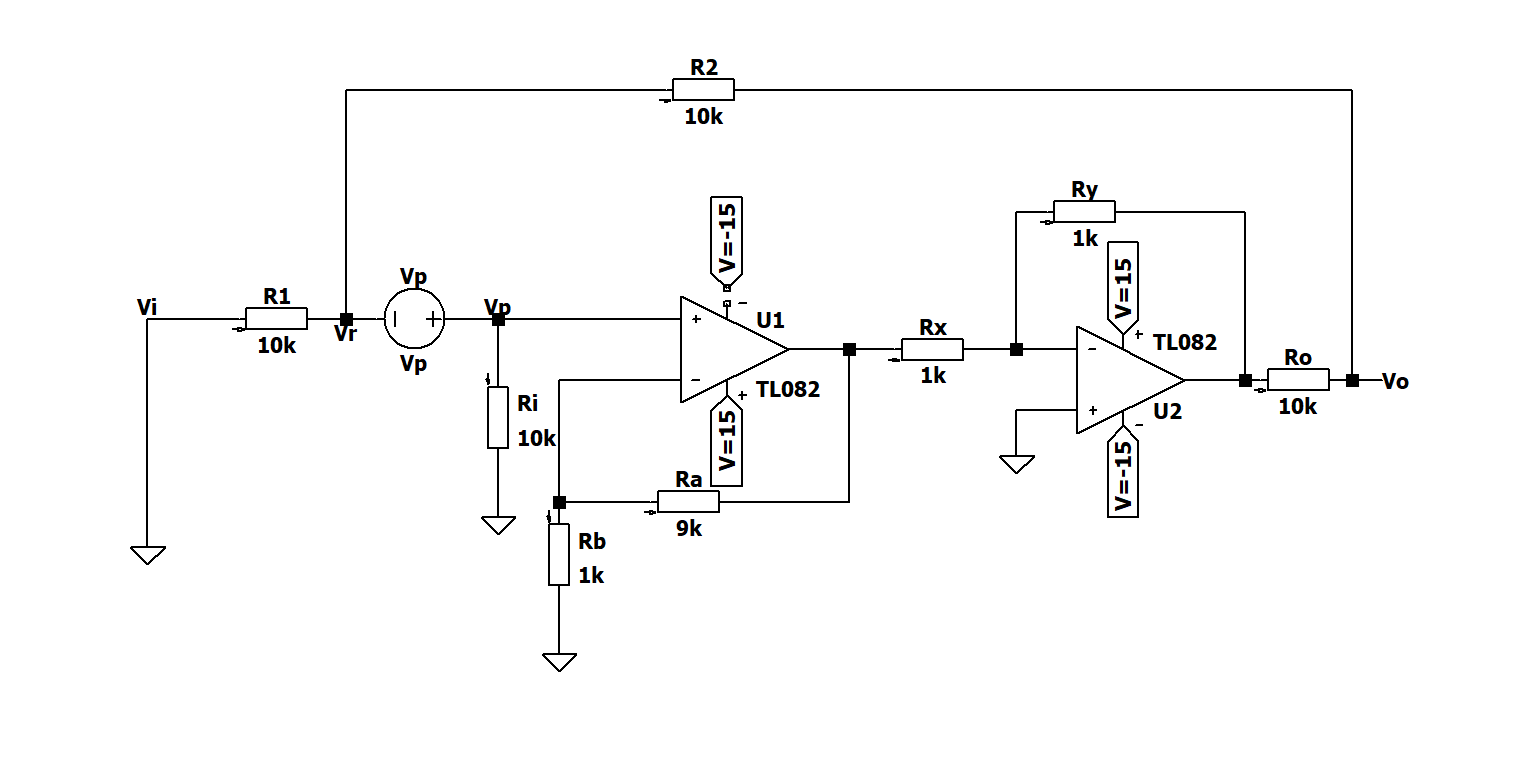 R2
10k
V=-15
Ry
1k
V=15
Vp
Vi
R1
10k
Vr
Vp
Vp
U1
TL082
V=15
Rx
1k
TL082
U2
V=-15
Ro
10k
Vo
Ri
10k
Ra
9k
Rb
1k